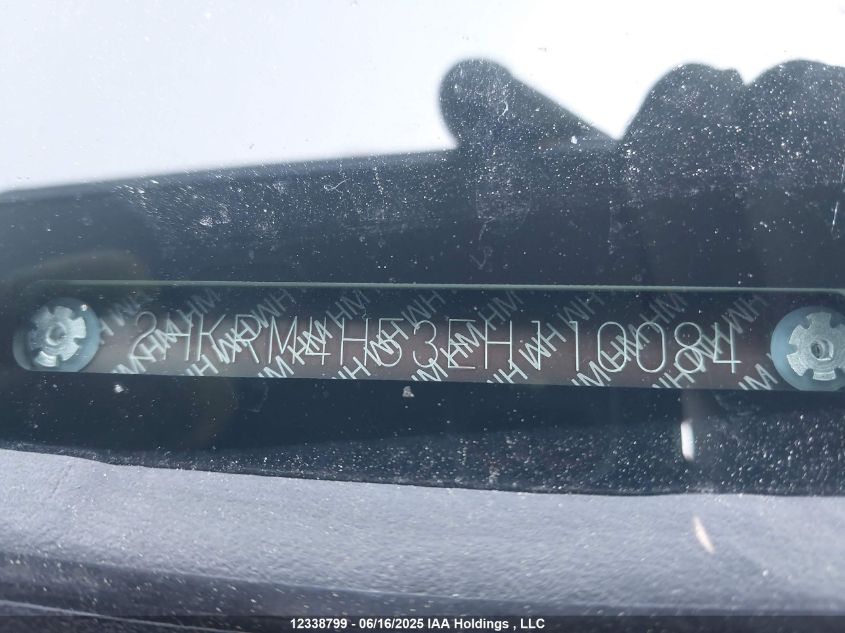 2HKRM4H53EH110084
12338799 - 06/16/2025 IAA Holdings , LLC